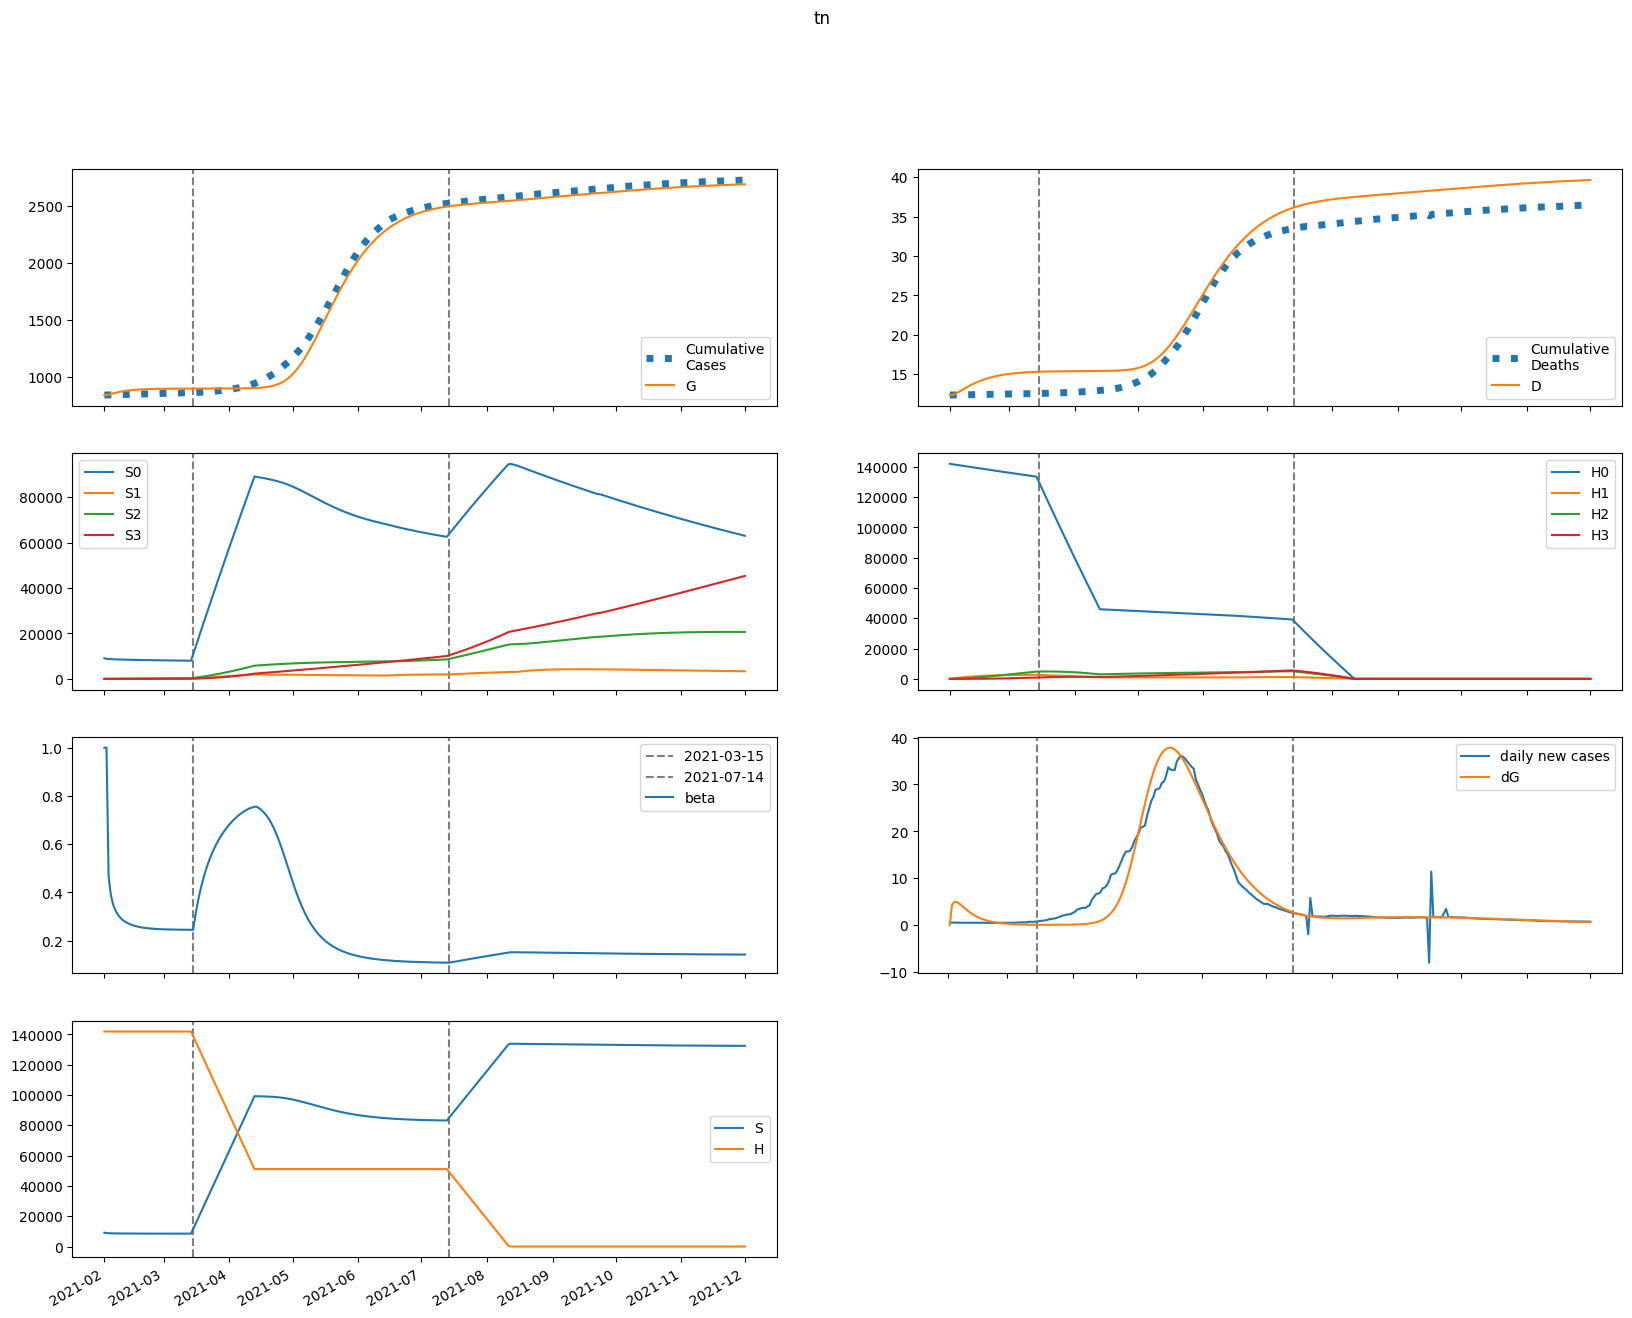 tn
2500
2000
1500
1000
Cumulative
Cases
G
40
35
30
25
20
15
Cumulative
Deaths
D
80000
60000
40000
20000
0
S0
S1
S2
S3
140000
120000
100000
80000
60000
40000
20000
0
H0
H1
H2
H3
1.0
0.8
0.6
0.4
0.2
2021-03-15
2021-07-14
beta
40
30
20
10
0
−10
daily new cases
dG
140000
120000
100000
80000
60000
40000
20000
0
S
H
2021-02
2021-03
2021-04
2021-05
2021-06
2021-07
2021-08
2021-09
2021-10
2021-11
2021-12